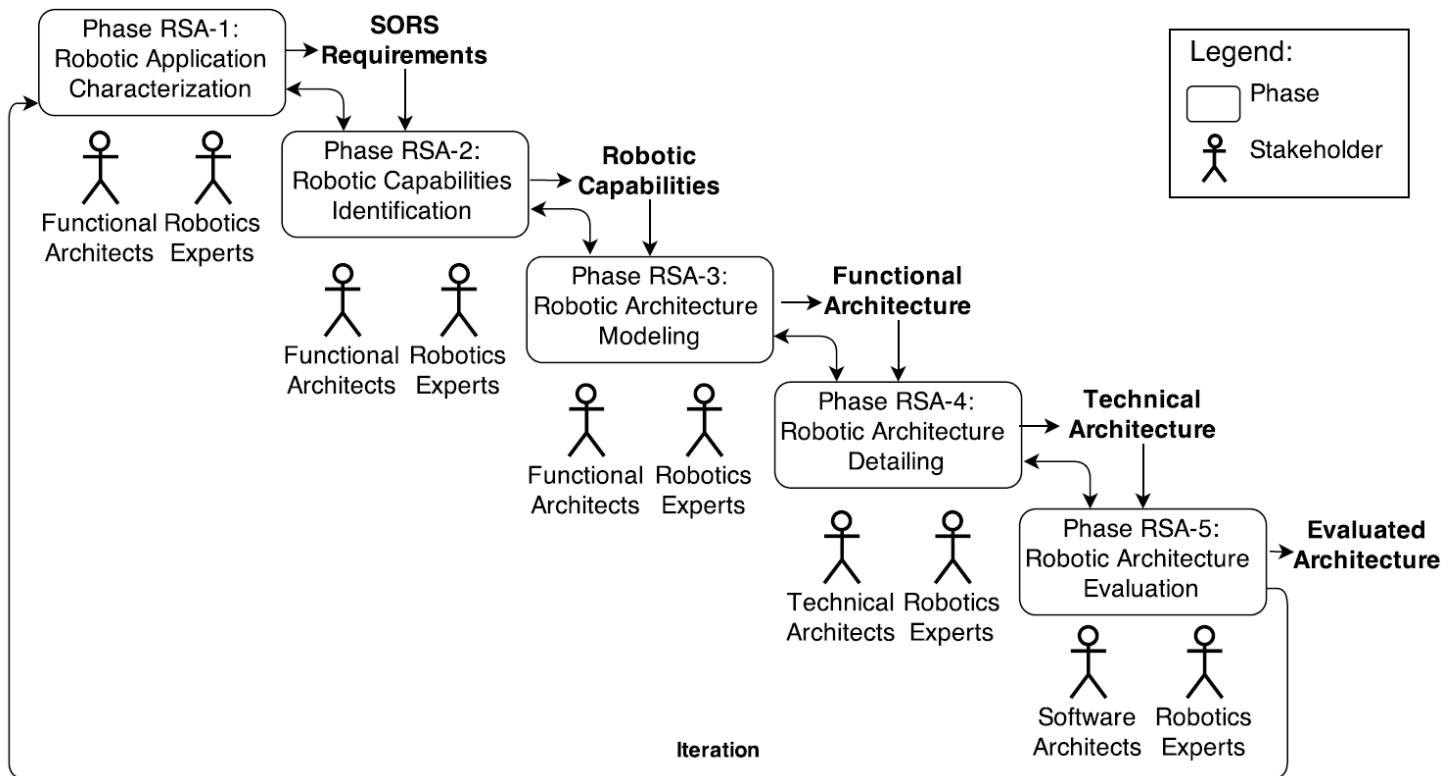 Phase RSA-1:
Robotic Application
Characterization
SORS
Requirements
Legend:
Phase
Stakeholder
Functional
Architects
Robotics
Experts
Phase RSA-2:
Robotic Capabilities
Identification
Robotic
Capabilities
Functional
Architects
Robotics
Experts
Phase RSA-3:
Robotic Architecture
Modeling
Functional
Architecture
Functional
Architects
Robotics
Experts
Phase RSA-4:
Robotic Architecture
Detailing
Technical
Architecture
Technical
Architects
Robotics
Experts
Phase RSA-5:
Robotic Architecture
Evaluation
Evaluated
Architecture
Software
Architects
Robotics
Experts
Iteration